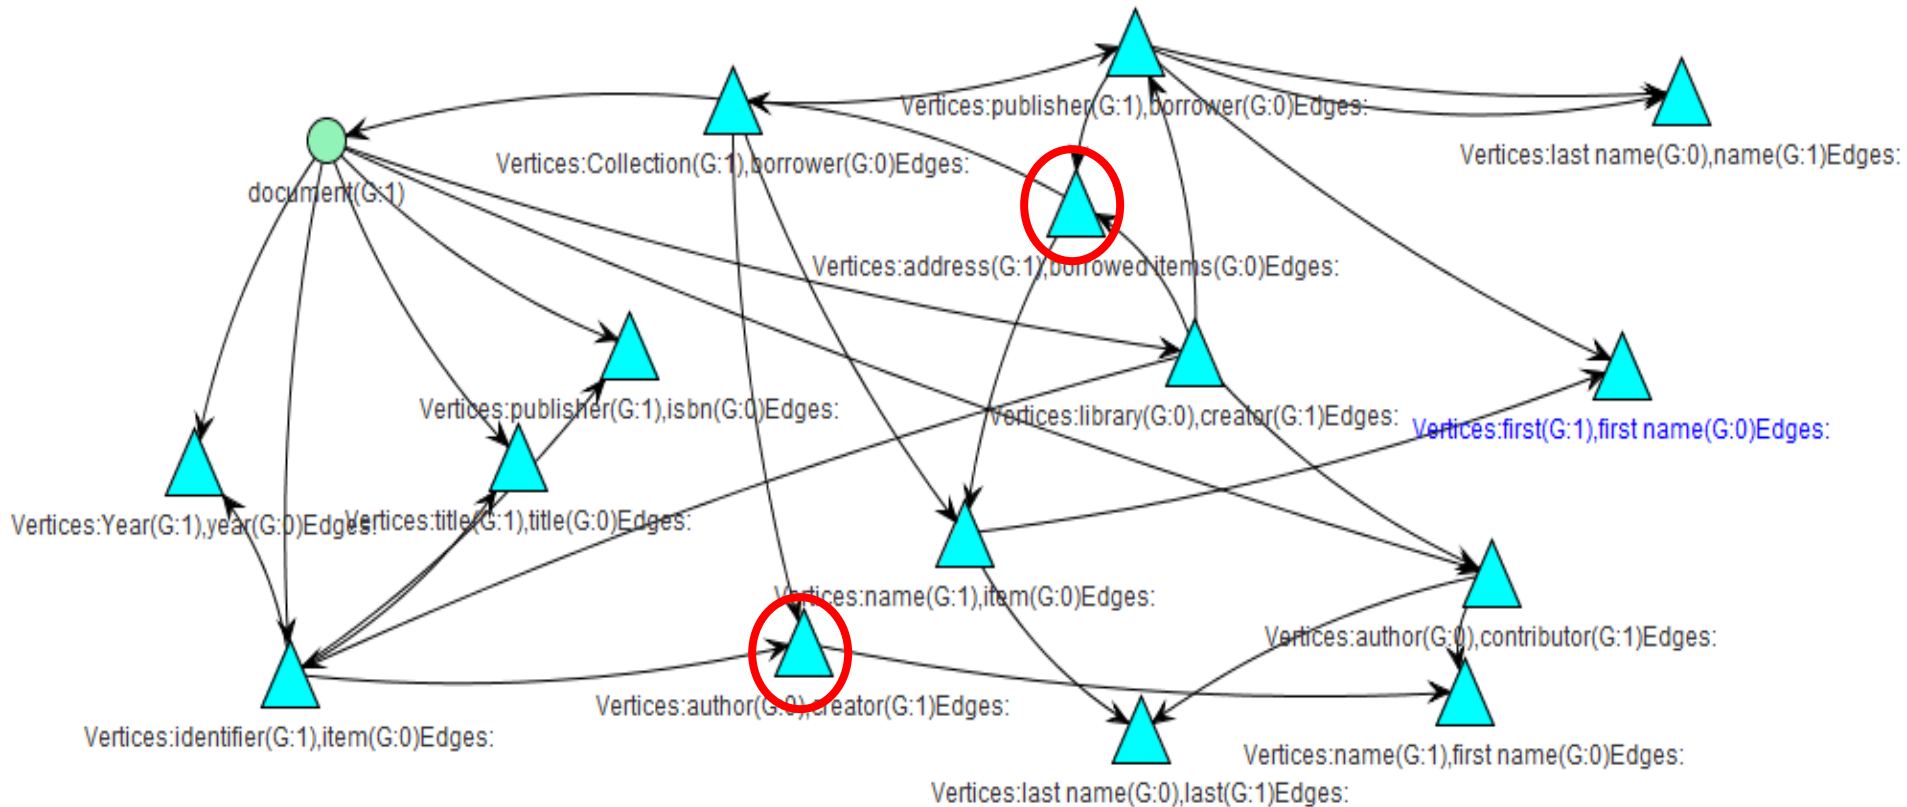 Vertices:publisher(G:1),borrower(G:0)Edges:
Vertices:last name(G:0),name(G:1)Edges:
Vertices:Collection(G:1),borrower(G:0)Edges:
document(G:1)
Vertices:address(G:1),borrowed items(G:0)Edges:
Vertices:publisher(G:1),isbn(G:0)Edges:
Vertices:library(G:0),creator(G:1)Edges:
Vertices:first(G:1),first name(G:0)Edges:
Vertices:Year(G:1),year(G:0)Edges:
Vertices:title(G:1),title(G:0)Edges:
Vertices:name(G:1),item(G:0)Edges:
Vertices:author(G:0),contributor(G:1)Edges:
Vertices:author(G:0),creator(G:1)Edges:
Vertices:identifier(G:1),item(G:0)Edges:
Vertices:name(G:1),first name(G:0)Edges:
Vertices:last name(G:0),last(G:1)Edges: